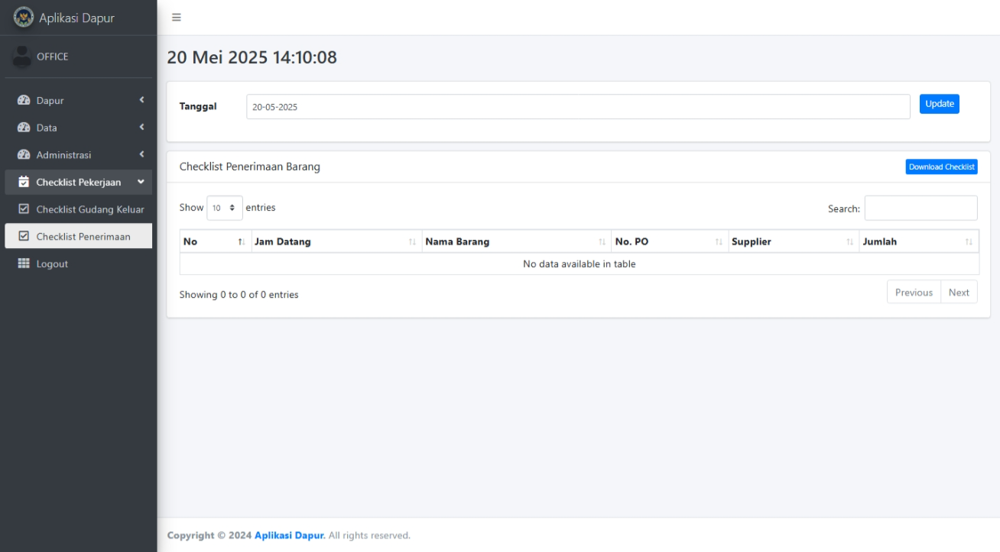 Aplikasi Dapur
OFFICE
Dapur
Data
Administrasi
Checklist Pekerjaan
Checklist Gudang Keluar
Checklist Penerimaan
Logout
20 Mei 2025 14:10:08
Tanggal 20-05-2025 Update
Checklist Penerimaan Barang Download Checklist
Show 10 entries Search:
No Jam Datang Nama Barang No. PO Supplier Jumlah
No data available in table
Showing 0 to 0 of 0 entries Previous Next
Copyright © 2024 Aplikasi Dapur. All rights reserved.